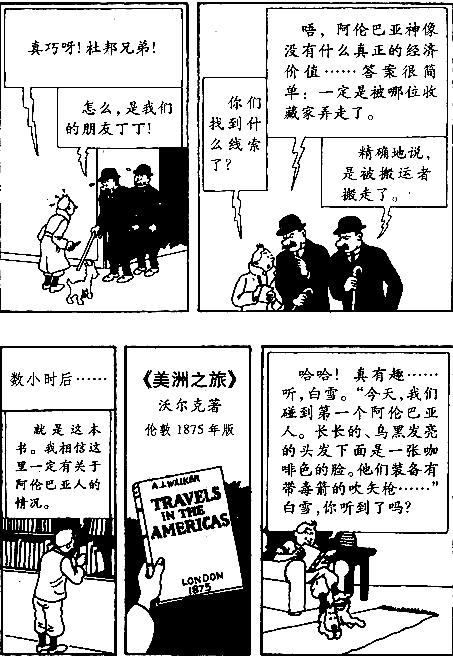 真巧呀！杜邦兄弟！
怎么，是我们
的朋友丁丁！
你们
找到什
么线索
了？
唔，阿伦巴亚神像
没有什么真正的经济
价值……答案很简
单：一定是被哪位收
藏家弄走了。
精确地说，
是被搬运者
搬走了。
数小时后……
就是这本
书。我相信这
里一定有关于
阿伦巴亚人的
情况。
《美洲之旅》
沃尔克著
伦敦1875年版
A.J.WALKER
TRAVELS
IN THE
AMERICAS
LONDON
1875
哈哈！真有趣……
听，白雪。“今天，我们
碰到第一个阿伦巴亚
人。长长的、乌黑发亮
的头发下面是一张咖
啡色的脸。他们装备有
带毒箭的吹矢枪……”
白雪，你听到了吗？